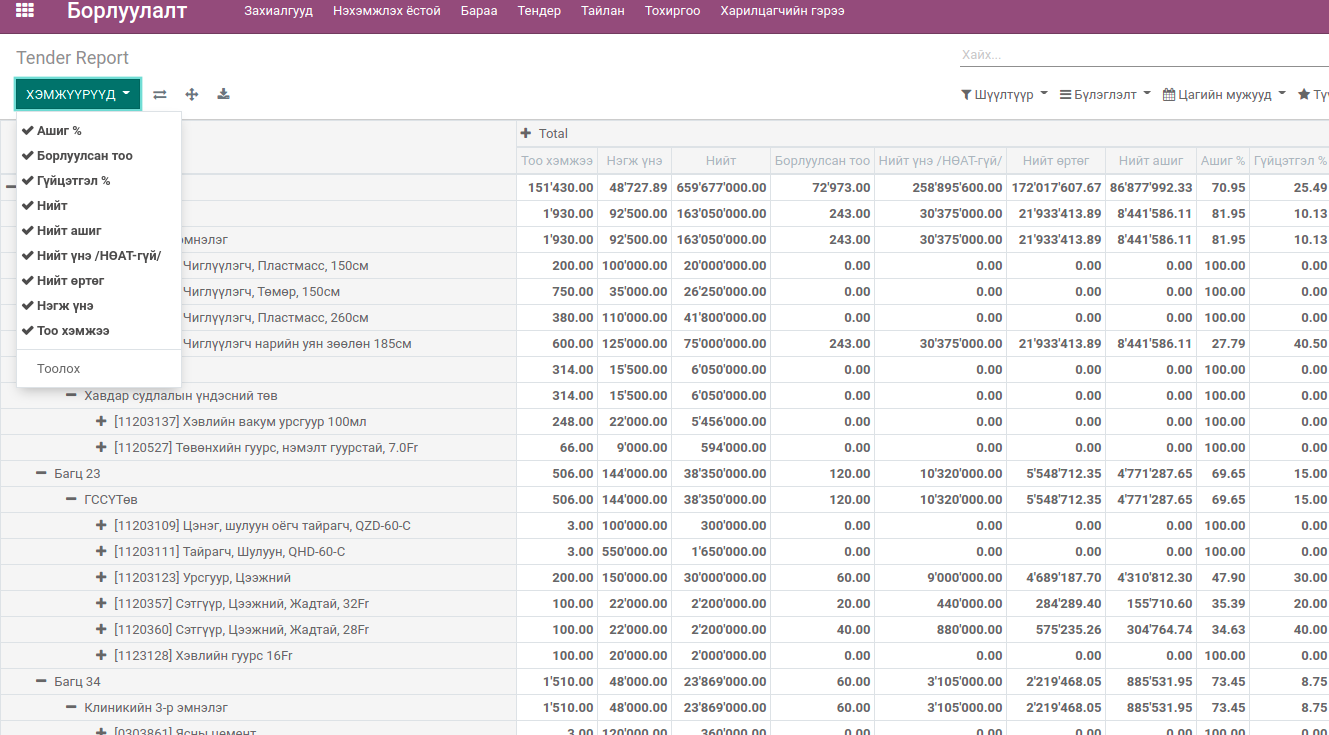 Борлуулалт Захиалгууд Нэхэмжлэх ёстой Бараа Тендер Тайлан Тохиргоо Харилцагчийн гэрээ
Tender Report
Хайх...
ХЭМЖҮҮРҮҮД Шүүлтүүр Бүлэглэлт Цагийн мужууд
Ашиг %
Борлуулсан тоо
Гүйцэтгэл %
Нийт
Нийт ашиг
Нийт үнэ /НӨАТ-гүй/
Нийт өртөг
Нэгж үнэ
Тоо хэмжээ
Тоолох
Total
Тоо хэмжээ Нэгж үнэ Нийт Борлуулсан тоо Нийт үнэ /НӨАТ-гүй/ Нийт өртөг Нийт ашиг Ашиг % Гүйцэтгэл %
151'430.00 48'727.89 659'677'000.00 72'973.00 258'895'600.00 172'017'607.67 86'877'992.33 70.95 25.49
1'930.00 92'500.00 163'050'000.00 243.00 30'375'000.00 21'933'413.89 8'441'586.11 81.95 10.13
эмнэлэг 1'930.00 92'500.00 163'050'000.00 243.00 30'375'000.00 21'933'413.89 8'441'586.11 81.95 10.13
Чиглүүлэгч, Пластмасс, 150см 200.00 100'000.00 20'000'000.00 0.00 0.00 0.00 0.00 100.00 0.00
Чиглүүлэгч, Төмөр, 150см 750.00 35'000.00 26'250'000.00 0.00 0.00 0.00 0.00 100.00 0.00
Чиглүүлэгч, Пластмасс, 260см 380.00 110'000.00 41'800'000.00 0.00 0.00 0.00 0.00 100.00 0.00
Чиглүүлэгч нарийн уян зөөлөн 185см 600.00 125'000.00 75'000'000.00 243.00 30'375'000.00 21'933'413.89 8'441'586.11 27.79 40.50
314.00 15'500.00 6'050'000.00 0.00 0.00 0.00 0.00 100.00 0.00
Хавдар судлалын үндэсний төв 314.00 15'500.00 6'050'000.00 0.00 0.00 0.00 0.00 100.00 0.00
[11203137] Хэвлийн вакум урсгуур 100мл 248.00 22'000.00 5'456'000.00 0.00 0.00 0.00 0.00 100.00 0.00
[1120527] Төвөнхийн гуурс, нэмэлт гуурстай, 7.0Fr 66.00 9'000.00 594'000.00 0.00 0.00 0.00 0.00 100.00 0.00
Багц 23 506.00 144'000.00 38'350'000.00 120.00 10'320'000.00 5'548'712.35 4'771'287.65 69.65 15.00
ГССҮТөв 506.00 144'000.00 38'350'000.00 120.00 10'320'000.00 5'548'712.35 4'771'287.65 69.65 15.00
[11203109] Цэнэг, шулуун оёгч тайрагч, QZD-60-C 3.00 100'000.00 300'000.00 0.00 0.00 0.00 0.00 100.00 0.00
[11203111] Тайрагч, Шулуун, QHD-60-C 3.00 550'000.00 1'650'000.00 0.00 0.00 0.00 0.00 100.00 0.00
[11203123] Урсгуур, Цээжний 200.00 150'000.00 30'000'000.00 60.00 9'000'000.00 4'689'187.70 4'310'812.30 47.90 30.00
[1120357] Сэтгүүр, Цээжний, Жадтай, 32Fr 100.00 22'000.00 2'200'000.00 20.00 440'000.00 284'289.40 155'710.60 35.39 20.00
[1120360] Сэтгүүр, Цээжний, Жадтай, 28Fr 100.00 22'000.00 2'200'000.00 40.00 880'000.00 575'235.26 304'764.74 34.63 40.00
[1123128] Хэвлийн гуурс 16Fr 100.00 20'000.00 2'000'000.00 0.00 0.00 0.00 0.00 100.00 0.00
Багц 34 1'510.00 48'000.00 23'869'000.00 60.00 3'105'000.00 2'219'468.05 885'531.95 73.45 8.75
Клиникийн 3-р эмнэлэг 1'510.00 48'000.00 23'869'000.00 60.00 3'105'000.00 2'219'468.05 885'531.95 73.45 8.75
[0303861] Ясны цемент 3.00 120'000.00 360'000.00 0.00 0.00 0.00 0.00 100.00 0.00